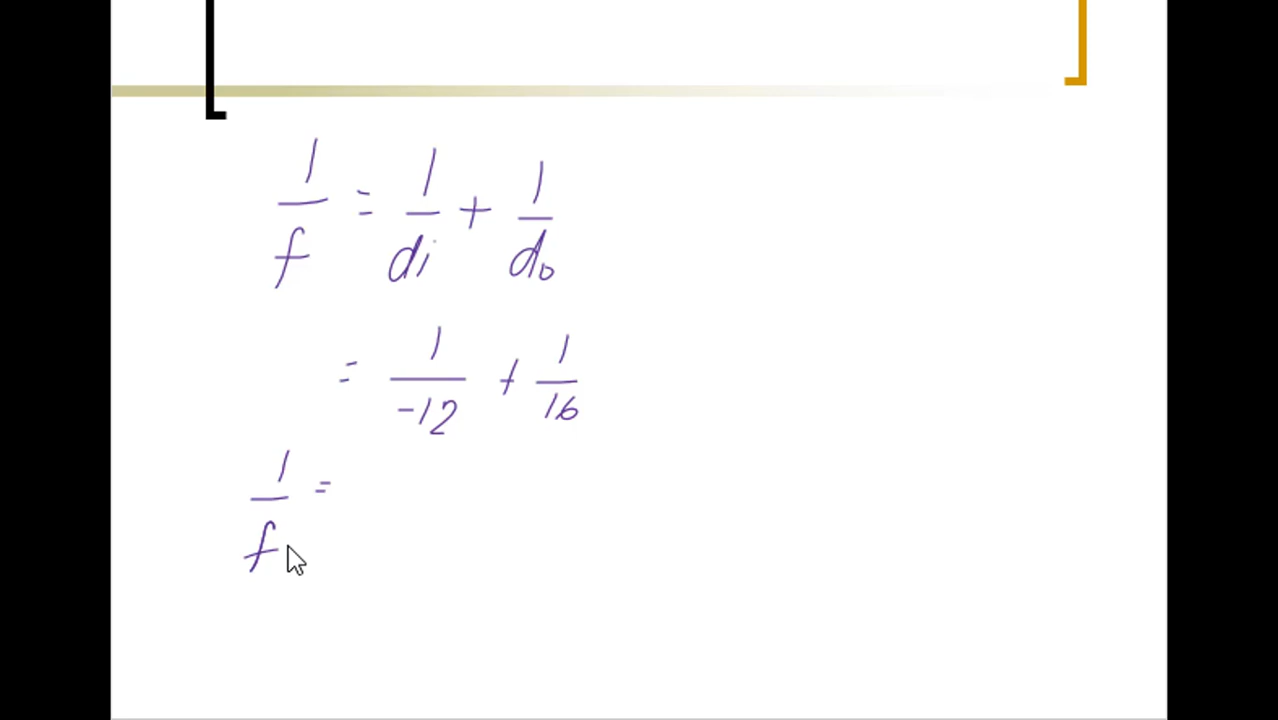 1/f = 1/di + 1/do
= 1/-12 + 1/16
1/f =